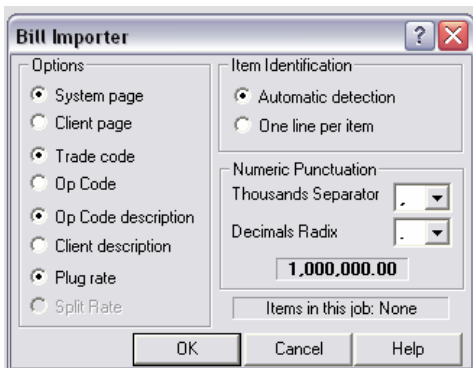 Bill Importer
Options
System page
Client page
Trade code
Op Code
Op Code description
Client description
Plug rate
Split Rate
Item Identification
Automatic detection
One line per item
Numeric Punctuation
Thousands Separator ,
Decimals Radix .
1,000,000.00
Items in this job: None
OK Cancel Help